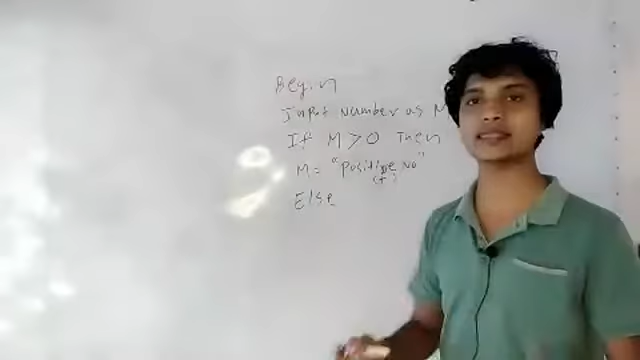 Begin
Input Number as M
If M > 0 Then
M = "Positive No"
(+)
Else